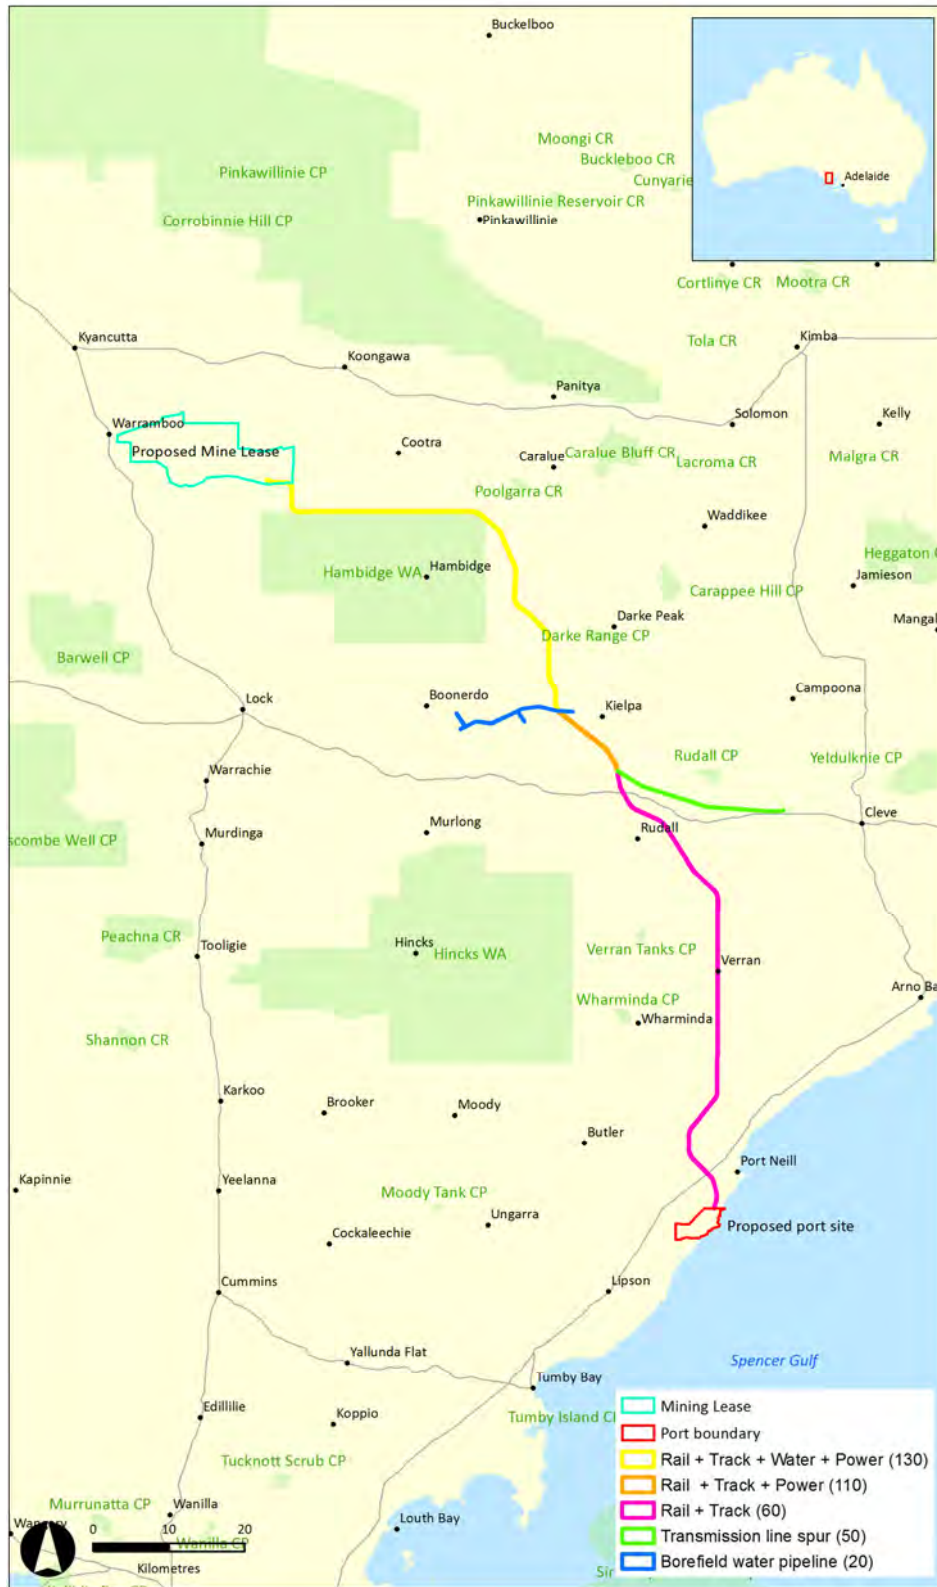 Buckelboo
Moongi CR
Buckleboo CR
Pinkawillinie CP
Cunyarie
Adelaide
Pinkawillinie Reservoir CR
Corrobinnie Hill CP
Pinkawillinie
Cortlinye CR
Mootra CR
Kyancutta
Tola CR
Kimba
Koongawa
Panitya
Solomon
Kelly
Warramboo
Proposed Mine Lease
Cootra
Caralue
Caralue Bluff CR
Lacroma CR
Malgra CR
Poolgarra CR
Waddikee
Heggaton
Hambidge WA
Hambidge
Jamieson
Carappee Hill CP
Darke Peak
Mangal
Darke Range CP
Barwell CP
Lock
Boonerdo
Kielpa
Campoona
Rudall CP
Yeldulknie CP
Warrachie
Cleve
Murdinga
Murlong
Rudall
scombe Well CP
Peachna CR
Tooligie
Hincks
Hincks WA
Verran Tanks CP
Verran
Wharminda CP
Arno Ba
Wharminda
Shannon CR
Karkoo
Brooker
Moody
Butler
Port Neill
Kapinnie
Yeelanna
Moody Tank CP
Ungarra
Proposed port site
Cockaleechie
Cummins
Lipson
Yallunda Flat
Spencer Gulf
Tumby Bay
Edillilie
Koppio
Tumby Island C
Tucknott Scrub CP
Murrunatta CP
Wanilla
Louth Bay
Wanilla CP
0 10 20
Kilometres
Mining Lease
Port boundary
Rail + Track + Water + Power (130)
Rail + Track + Power (110)
Rail + Track (60)
Transmission line spur (50)
Borefield water pipeline (20)